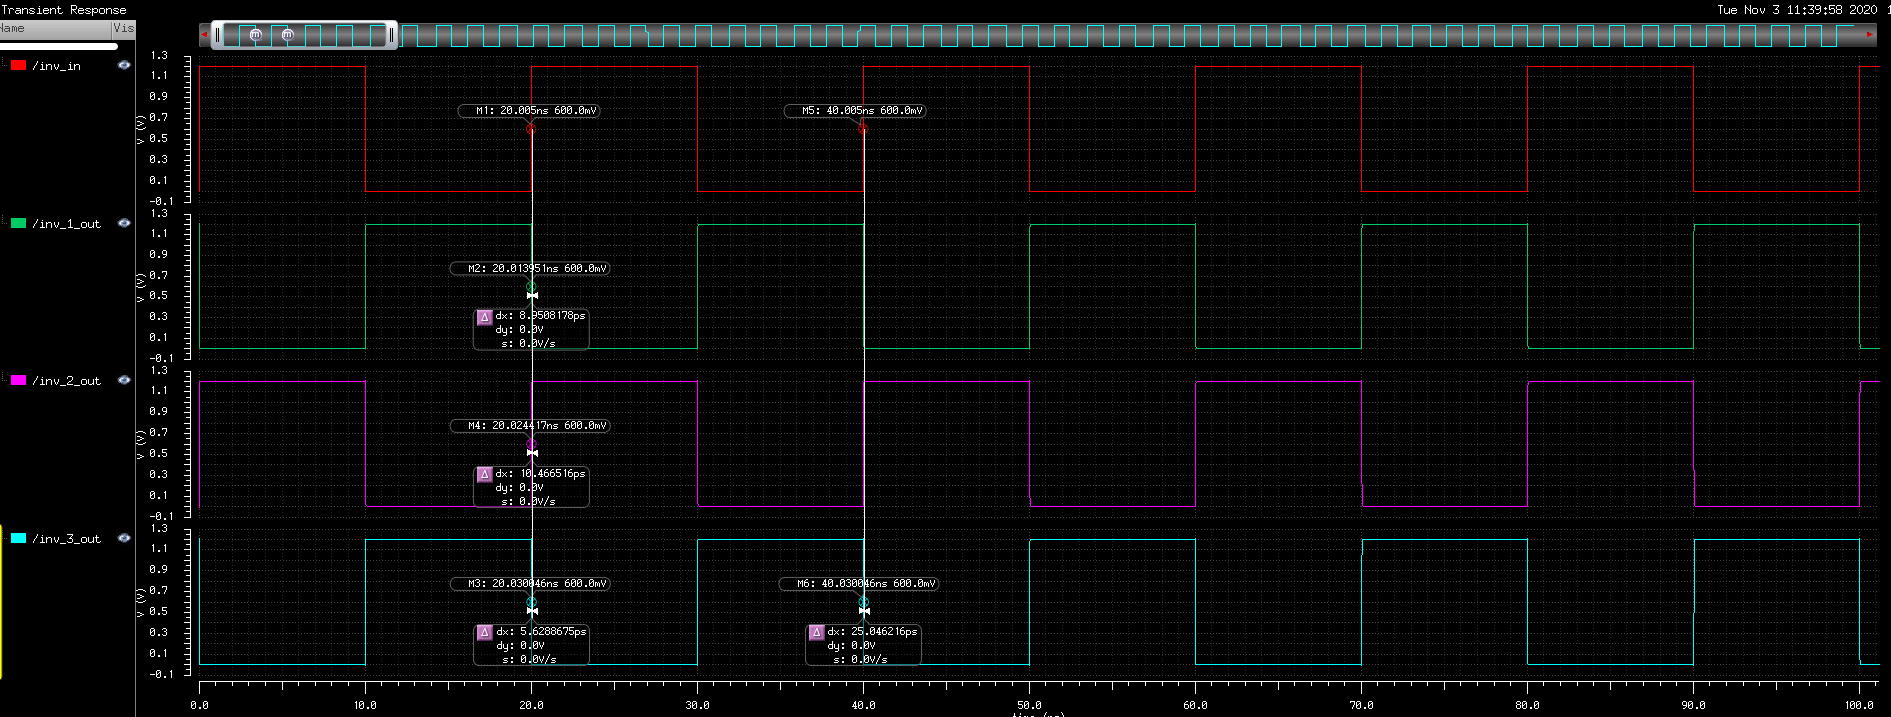 Transient Response
Tue Nov 3 11:39:58 2020 1
Name Vis
/inv_in
1.3
1.1
0.9
0.7
0.5
0.3
0.1
-0.1
V (V)
M1: 20.005ns 600.0mV
M5: 40.005ns 600.0mV
/inv_1_out
1.3
1.1
0.9
0.7
0.5
0.3
0.1
-0.1
V (V)
M2: 20.013951ns 600.0mV
dx: 8.9508178ps
dy: 0.0V
s: 0.0V/s
/inv_2_out
1.3
1.1
0.9
0.7
0.5
0.3
0.1
-0.1
V (V)
M4: 20.024417ns 600.0mV
dx: 10.466516ps
dy: 0.0V
s: 0.0V/s
/inv_3_out
1.3
1.1
0.9
0.7
0.5
0.3
0.1
-0.1
V (V)
M3: 20.030046ns 600.0mV
M6: 40.030046ns 600.0mV
dx: 5.6288675ps
dy: 0.0V
s: 0.0V/s
dx: 25.046216ps
dy: 0.0V
s: 0.0V/s
0.0 10.0 20.0 30.0 40.0 50.0 60.0 70.0 80.0 90.0 100.0
time (ns)